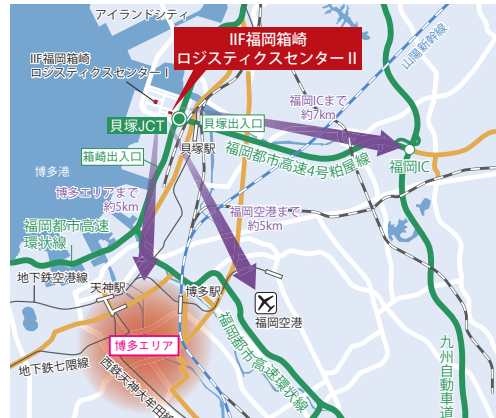 アイランドシティ
IIF福岡箱崎
ロジスティクスセンターⅡ
IIF福岡箱崎
ロジスティクスセンターⅠ
山陽新幹線
福岡ICまで
約7km
貝塚JCT
貝塚出入口
箱崎出入口
貝塚駅
福岡都市高速4号粕屋線
福岡IC
博多港
博多エリアまで
約5km
福岡空港まで
約5km
福岡都市高速
環状線
地下鉄空港線
天神駅
博多駅
福岡空港
博多エリア
福岡都市高速環状線
九州自動車道
地下鉄七隈線
西鉄天神大牟田線